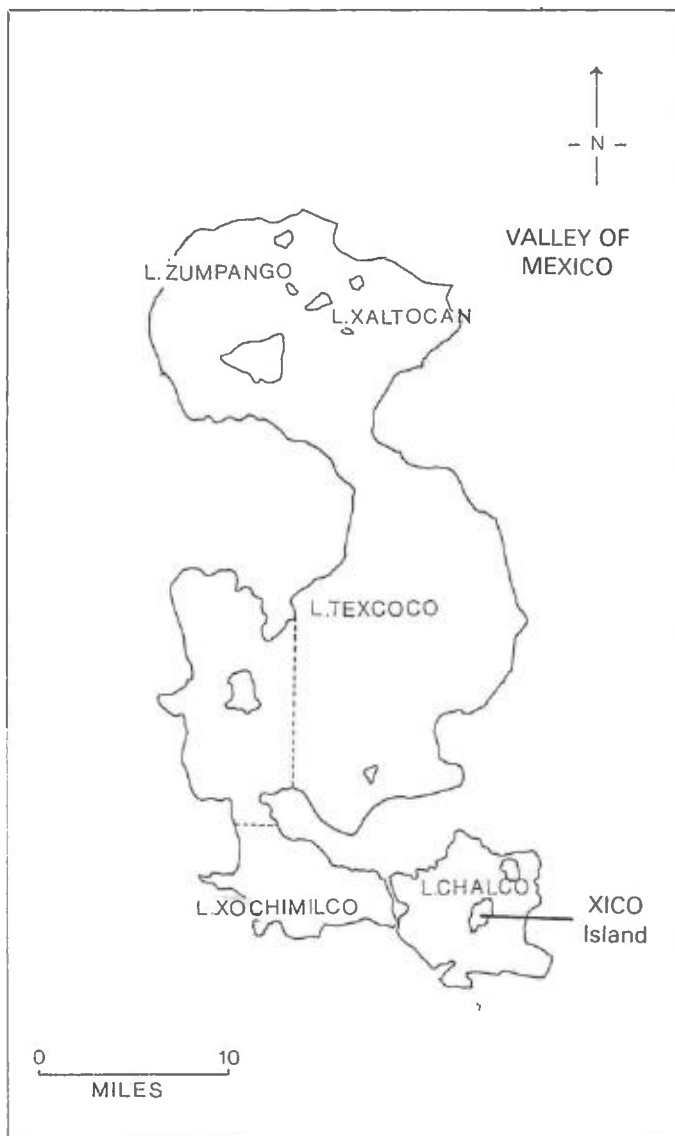 - N -
VALLEY OF
MEXICO
L.ZUMPANGO
L.XALTOCAN
L.TEXCOCO
L.CHALCO
L.XOCHIMILCO
XICO
Island
0 10
MILES